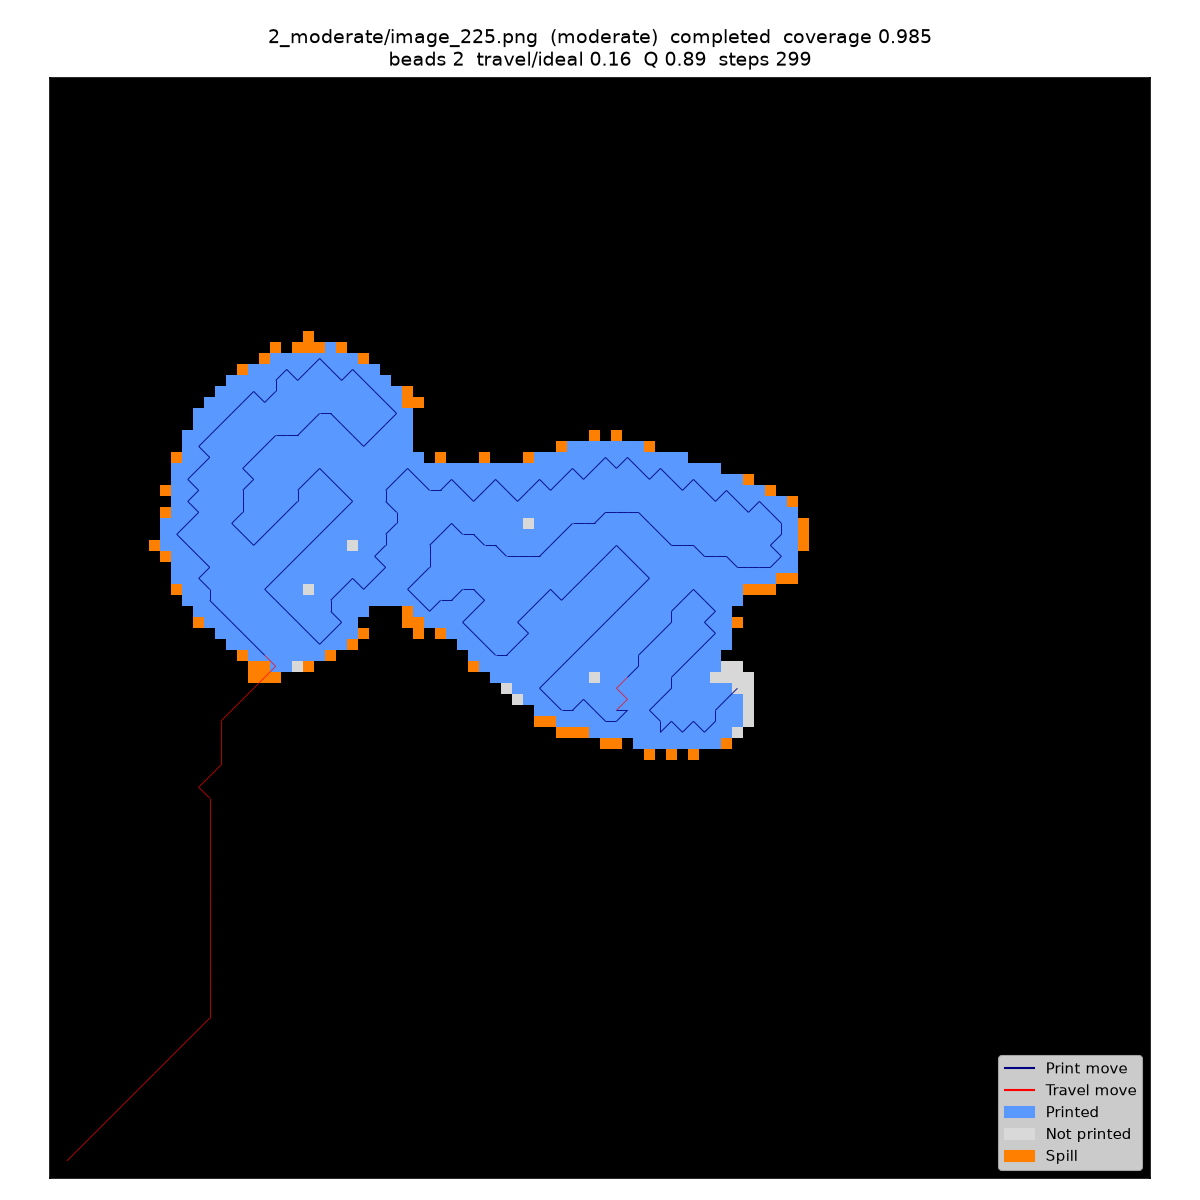 2_moderate/image_225.png  (moderate)  completed  coverage 0.985
beads 2  travel/ideal 0.16  Q 0.89  steps 299
Print move
Travel move
Printed
Not printed
Spill